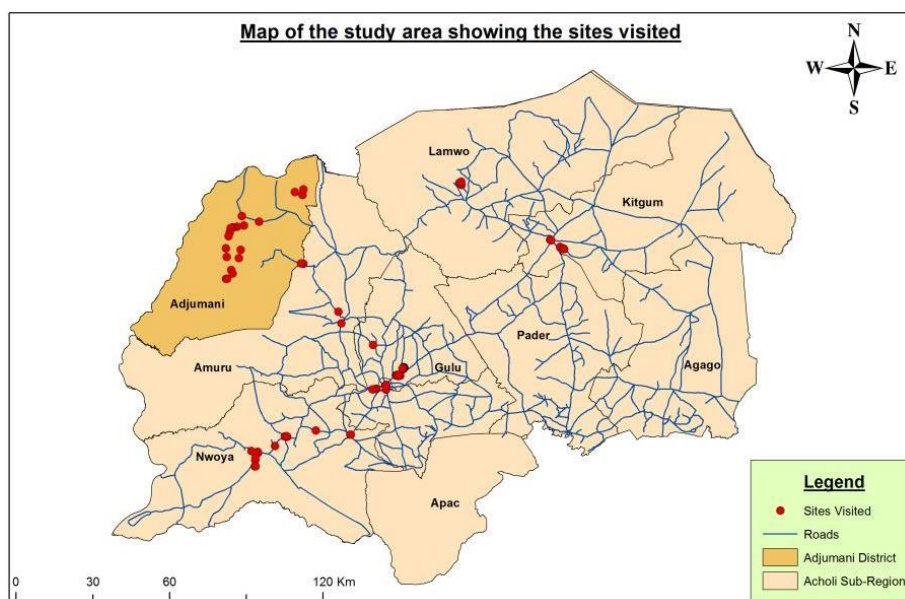 Map of the study area showing the sites visited
N
W E
S
Lamwo
Kitgum
Adjumani
Pader
Amuru
Gulu
Agago
Nwoya
Apac
Legend
Sites Visited
Roads
Adjumani District
Acholi Sub-Region
0 30 60 120 Km